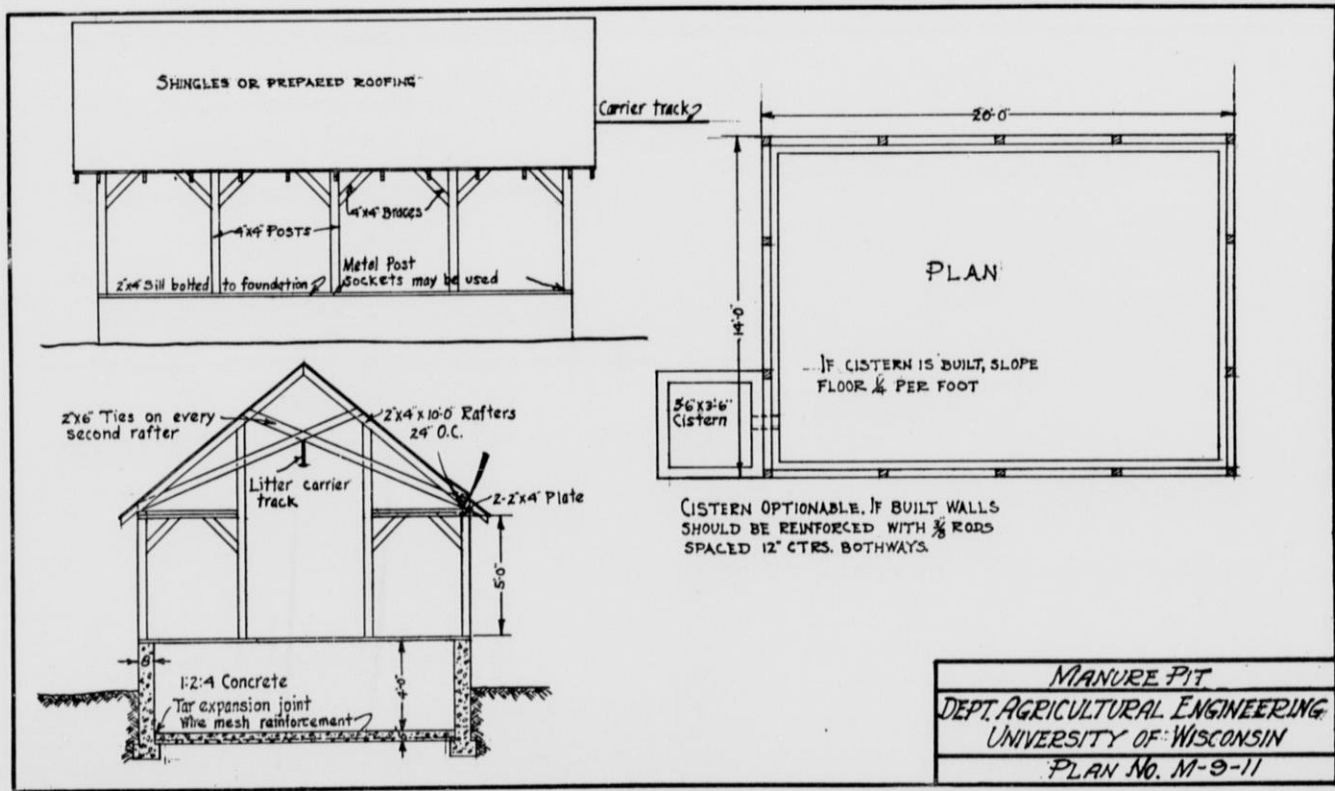 SHINGLES OR PREPARED ROOFING
Carrier track
4"x4" Braces
4"x4" POSTS
Metal Post
sockets may be used
2"x4" Sill bolted to foundation
20'-0"
14'-0"
PLAN
IF CISTERN IS BUILT, SLOPE
FLOOR 1/4" PER FOOT
3'-6"x3'-6"
Cistern
CISTERN OPTIONABLE. IF BUILT WALLS
SHOULD BE REINFORCED WITH 3/8" RODS
SPACED 12" CTRS. BOTHWAYS.
2"x6" Ties on every
second rafter
2"x4"x10'-0" Rafters
24" O.C.
Litter carrier
track
2-2"x4" Plate
5'-0"
8"
4'-0"
1:2:4 Concrete
Tar expansion joint
Wire mesh reinforcement
MANURE PIT
DEPT. AGRICULTURAL ENGINEERING
UNIVERSITY OF WISCONSIN
PLAN NO. M-9-11